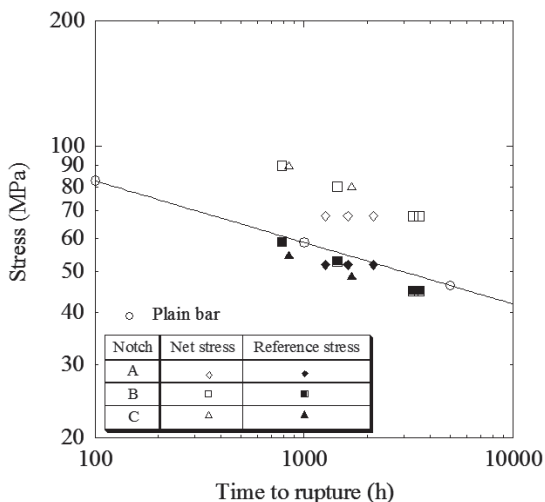 200
100
90
80
70
60
50
40
30
20
Stress (MPa)
Plain bar
Notch Net stress Reference stress
A
B
C
100 1000 10000
Time to rupture (h)